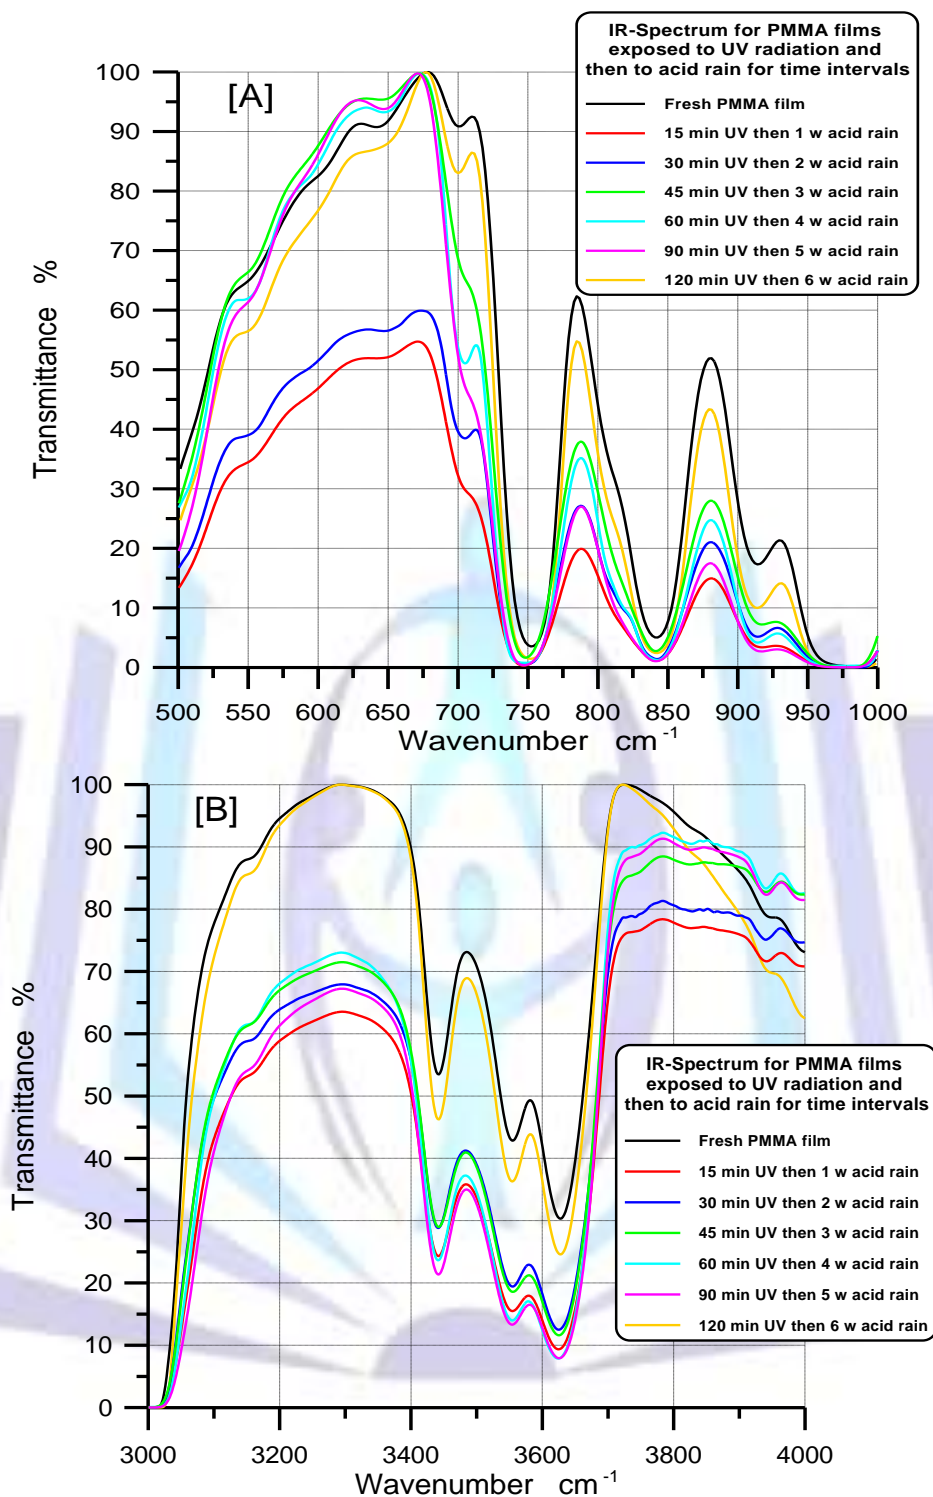 IR-Spectrum for PMMA films
exposed to UV radiation and
then to acid rain for time intervals
Fresh PMMA film
15 min UV then 1 w acid rain
30 min UV then 2 w acid rain
45 min UV then 3 w acid rain
60 min UV then 4 w acid rain
90 min UV then 5 w acid rain
120 min UV then 6 w acid rain
[A]
Transmittance %
100
90
80
70
60
50
40
30
20
10
0
500 550 600 650 700 750 800 850 900 950 1000
Wavenumber cm-1
[B]
Transmittance %
100
90
80
70
60
50
40
30
20
10
0
IR-Spectrum for PMMA films
exposed to UV radiation and
then to acid rain for time intervals
Fresh PMMA film
15 min UV then 1 w acid rain
30 min UV then 2 w acid rain
45 min UV then 3 w acid rain
60 min UV then 4 w acid rain
90 min UV then 5 w acid rain
120 min UV then 6 w acid rain
3000 3200 3400 3600 3800 4000
Wavenumber cm-1